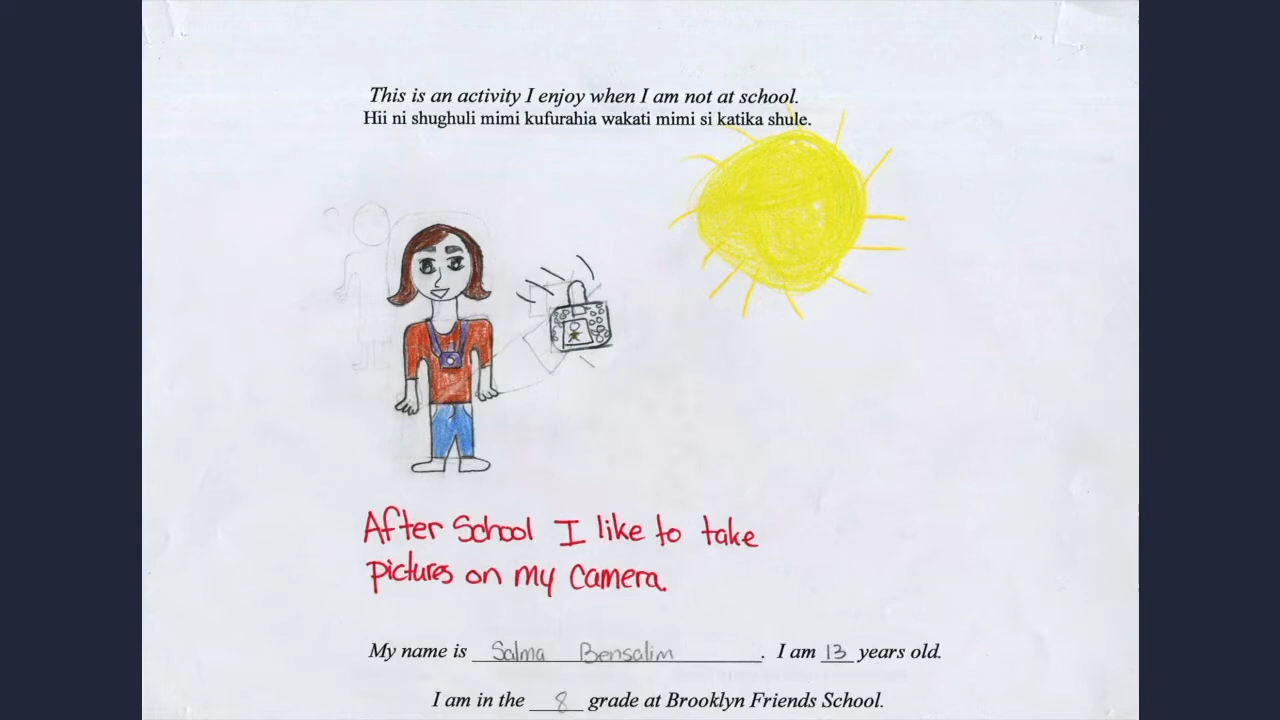 This is an activity I enjoy when I am not at school.
Hii ni shughuli mimi kufurahia wakati mimi si katika shule.
After School I like to take
pictures on my camera.
My name is Salma Bensalim. I am 13 years old.
I am in the 8 grade at Brooklyn Friends School.